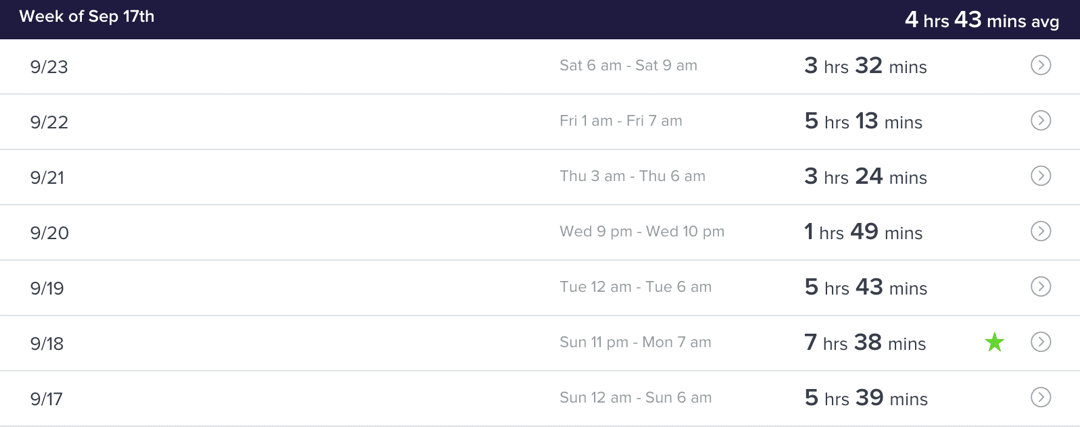 Week of Sep 17th 4 hrs 43 mins avg
9/23 Sat 6 am - Sat 9 am 3 hrs 32 mins
9/22 Fri 1 am - Fri 7 am 5 hrs 13 mins
9/21 Thu 3 am - Thu 6 am 3 hrs 24 mins
9/20 Wed 9 pm - Wed 10 pm 1 hrs 49 mins
9/19 Tue 12 am - Tue 6 am 5 hrs 43 mins
9/18 Sun 11 pm - Mon 7 am 7 hrs 38 mins
9/17 Sun 12 am - Sun 6 am 5 hrs 39 mins